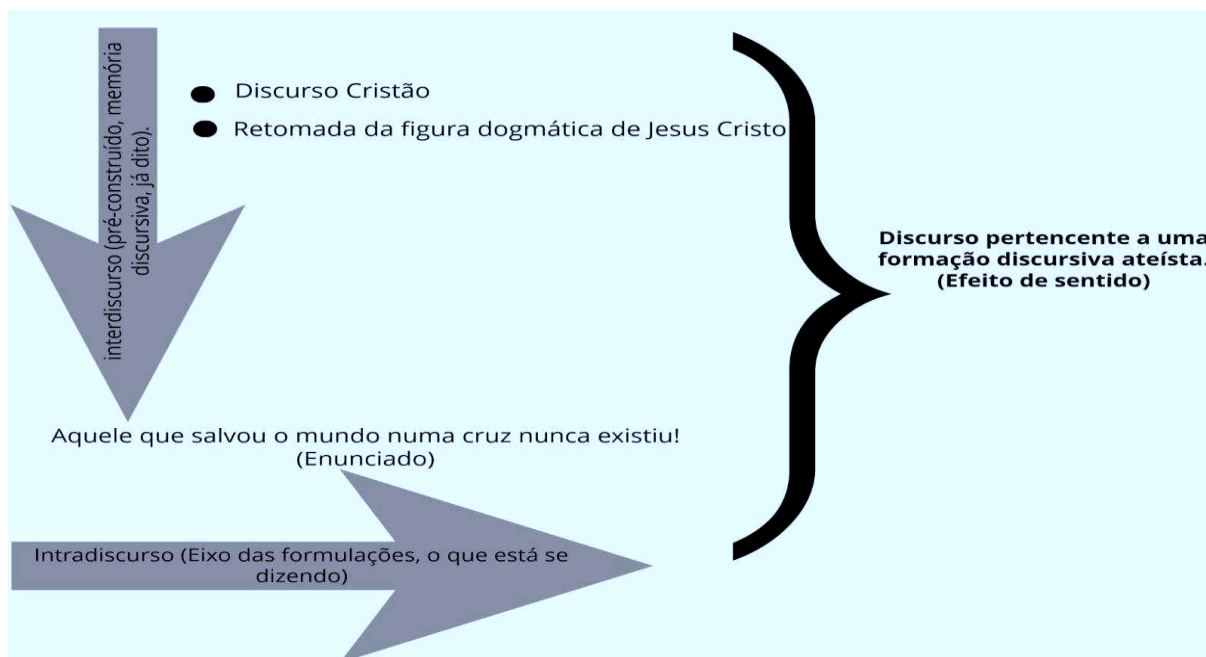 interdiscurso (pré-construído, memória
discursiva, já dito).
Discurso Cristão
Retomada da figura dogmática de Jesus Cristo
Discurso pertencente a uma
formação discursiva ateísta.
(Efeito de sentido)
Aquele que salvou o mundo numa cruz nunca existiu!
(Enunciado)
Intradiscurso (Eixo das formulações, o que está se
dizendo)